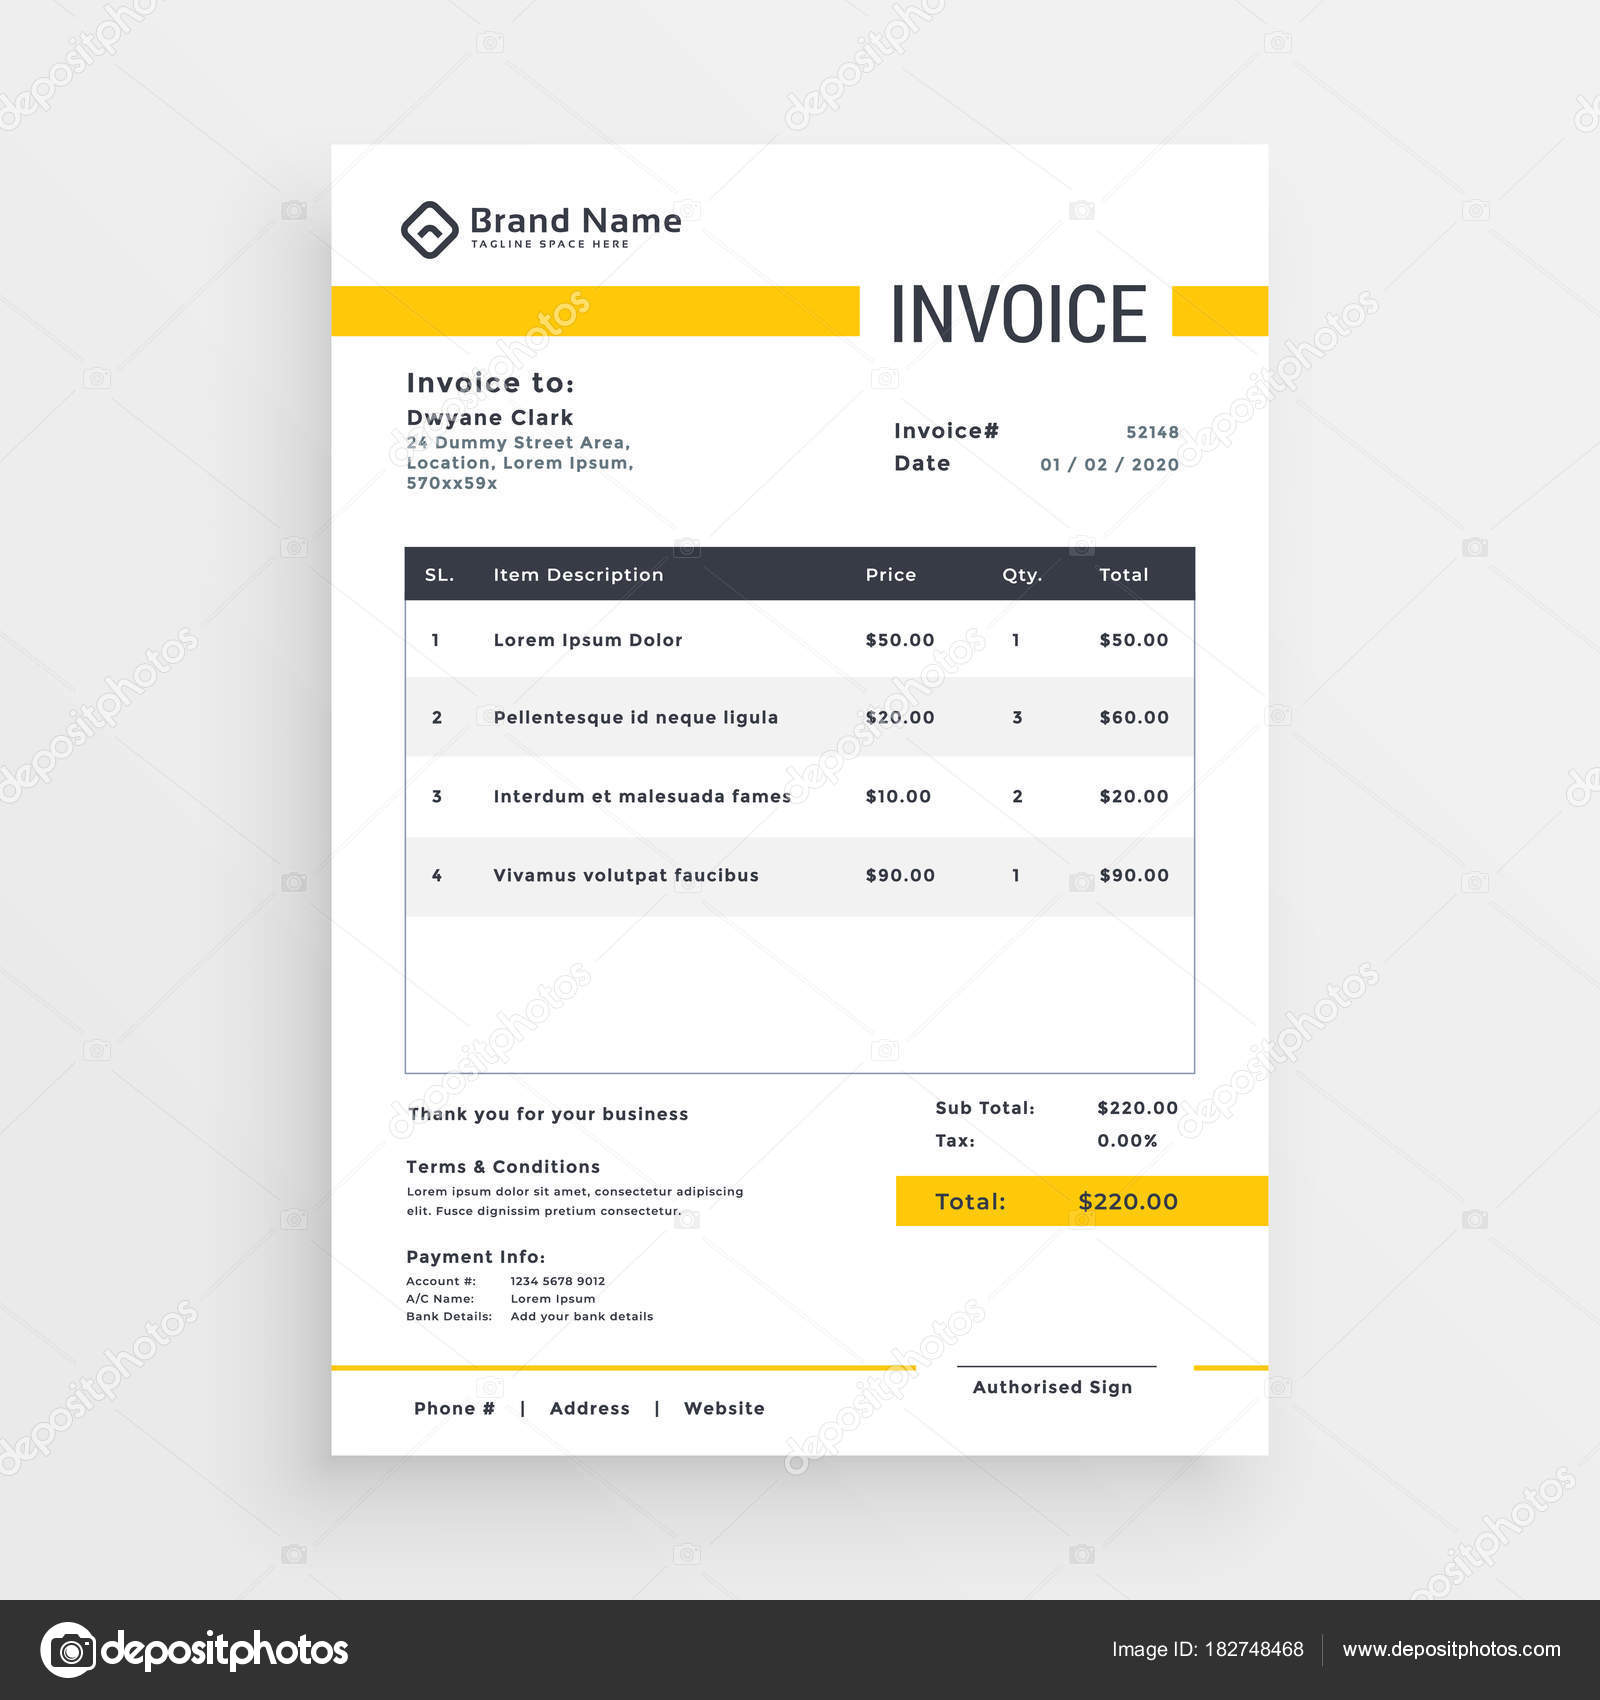 Brand Name
TAGLINE SPACE HERE
INVOICE
Invoice to:
Dwyane Clark
24 Dummy Street Area,
Location, Lorem Ipsum,
570xx59x
Invoice# 52148
Date 01 / 02 / 2020
SL. Item Description Price Qty. Total
1 Lorem Ipsum Dolor $50.00 1 $50.00
2 Pellentesque id neque ligula $20.00 3 $60.00
3 Interdum et malesuada fames $10.00 2 $20.00
4 Vivamus volutpat faucibus $90.00 1 $90.00
Thank you for your business
Sub Total: $220.00
Tax: 0.00%
Total: $220.00
Terms & Conditions
Lorem ipsum dolor sit amet, consectetur adipiscing
elit. Fusce dignissim pretium consectetur.
Payment Info:
Account #: 1234 5678 9012
A/C Name: Lorem Ipsum
Bank Details: Add your bank details
Authorised Sign
Phone # | Address | Website
depositphotos
Image ID: 182748468 www.depositphotos.com